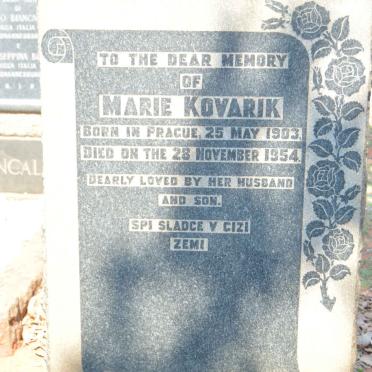 TO THE DEAR MEMORY
OF
MARIE KOVARIK
BORN IN PRAGUE, 25 MAY 1903.
DIED ON THE 28 NOVEMBER 1954.
DEARLY LOVED BY HER HUSBAND
AND SON.
SPI SLADCE V CIZI
ZEMI